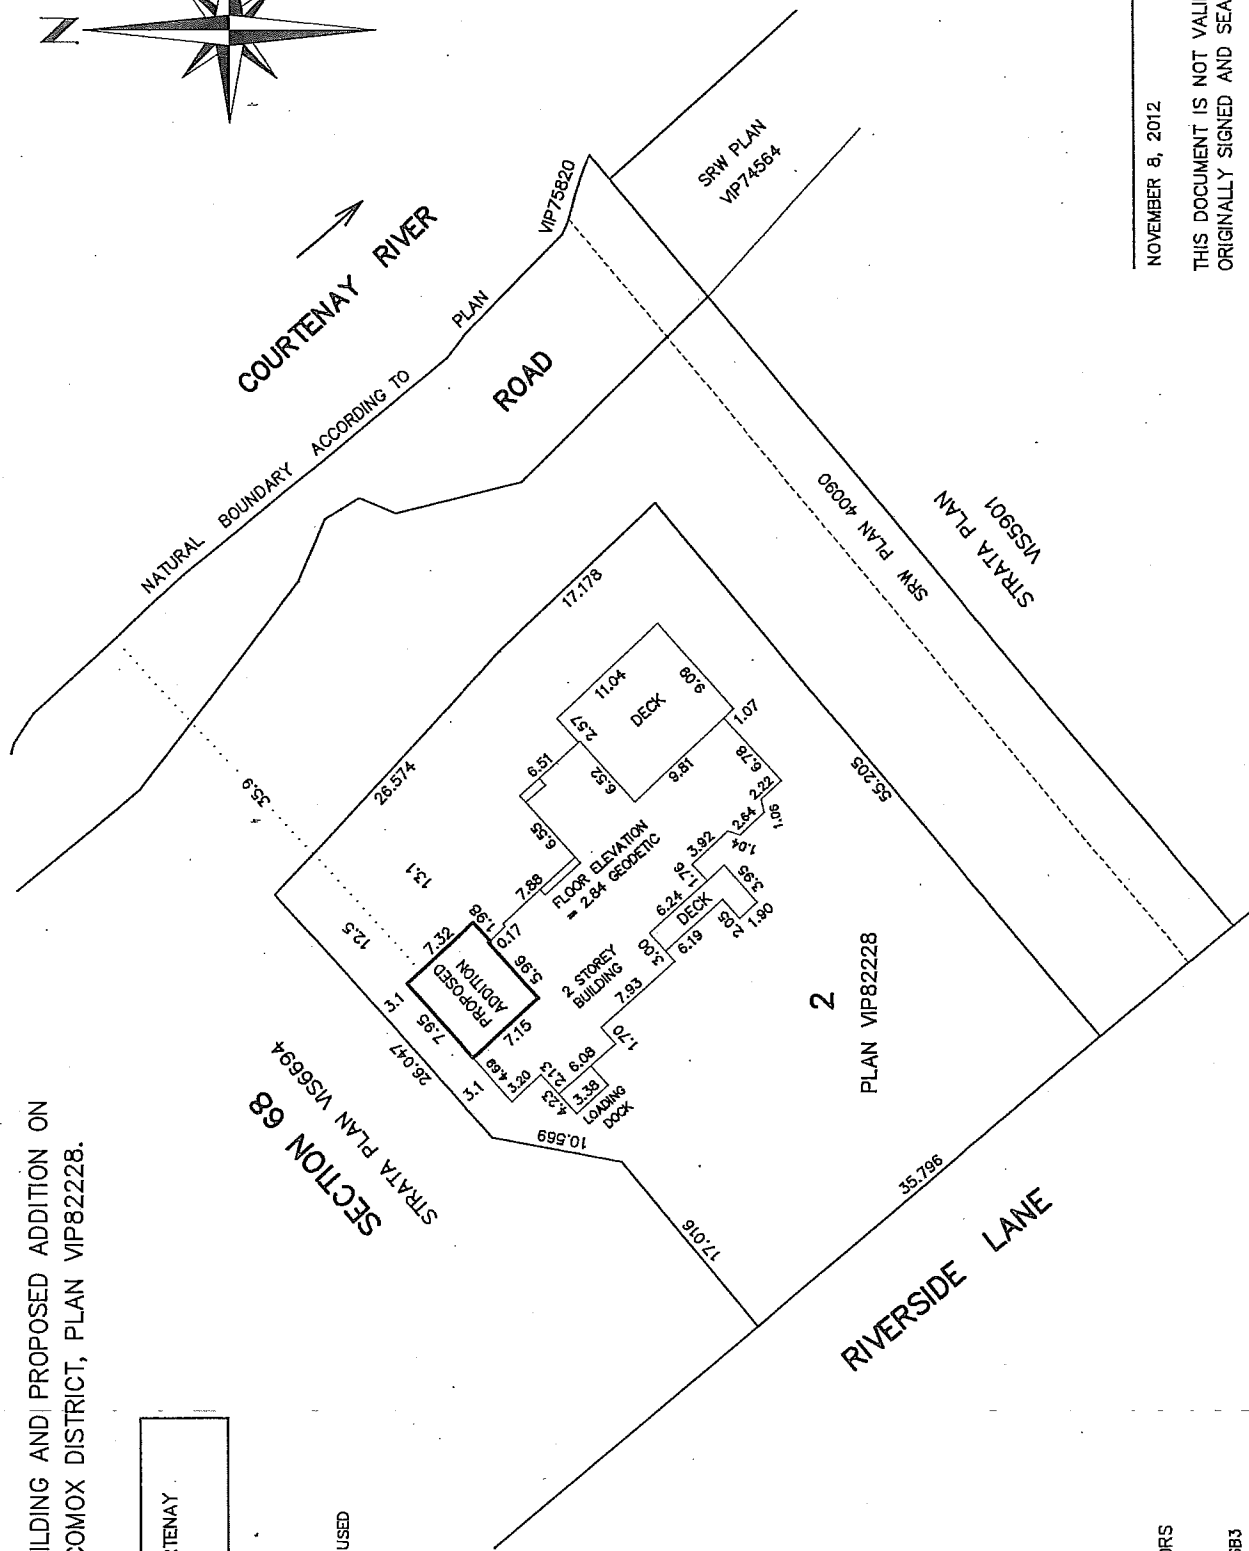 ILDING AND PROPOSED ADDITION ON
COMOX DISTRICT, PLAN VIP82228.
RTENAY
USED
N
COURTENAY RIVER
NATURAL BOUNDARY ACCORDING TO PLAN VIP75820
ROAD
SRW PLAN
VIP74564
SECTION 68
STRATA PLAN VIS6694
35.9
26.574
17.178
13.1
12.5
3.1
26.047
3.1
10.569
17.016
35.796
55.205
PROPOSED
ADDITION
7.32
7.95
7.15
5.96
1.98
0.17
7.88
6.55
6.51
6.52
2.57
11.04
DECK
9.09
9.81
1.07
6.78
2.22
1.06
2.64
1.04
3.92
1.76
6.24
DECK
3.95
1.90
2.05
6.19
3.00
7.93
1.70
6.08
2.13
3.38
4.23
3.20
4.69
LOADING
DOCK
FLOOR ELEVATION
= 2.84 GEODETIC
2 STOREY
BUILDING
2
PLAN VIP82228
SRW PLAN 40090
STRATA PLAN
VIS5901
RIVERSIDE LANE
NOVEMBER 8, 2012
THIS DOCUMENT IS NOT VALI
ORIGINALLY SIGNED AND SEA
ORS
6B3